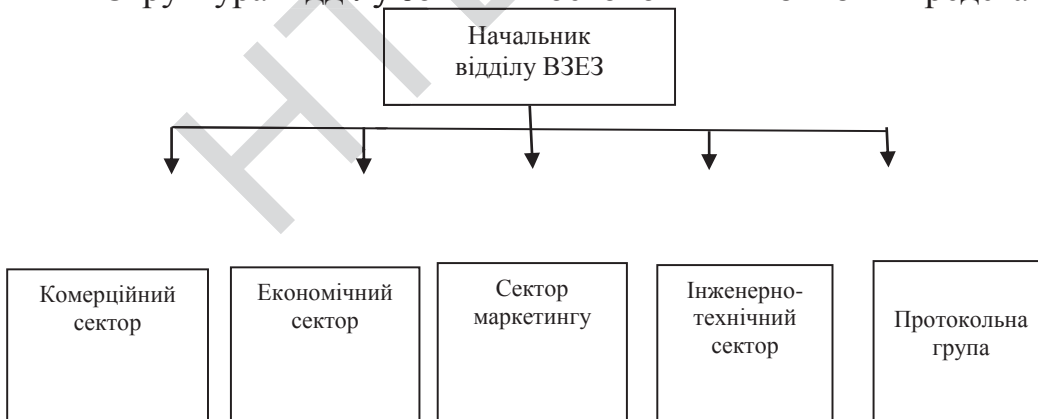 Начальник
відділу ВЗЕЗ
Комерційний
сектор
Економічний
сектор
Сектор
маркетингу
Інженерно-
технічний
сектор
Протокольна
група